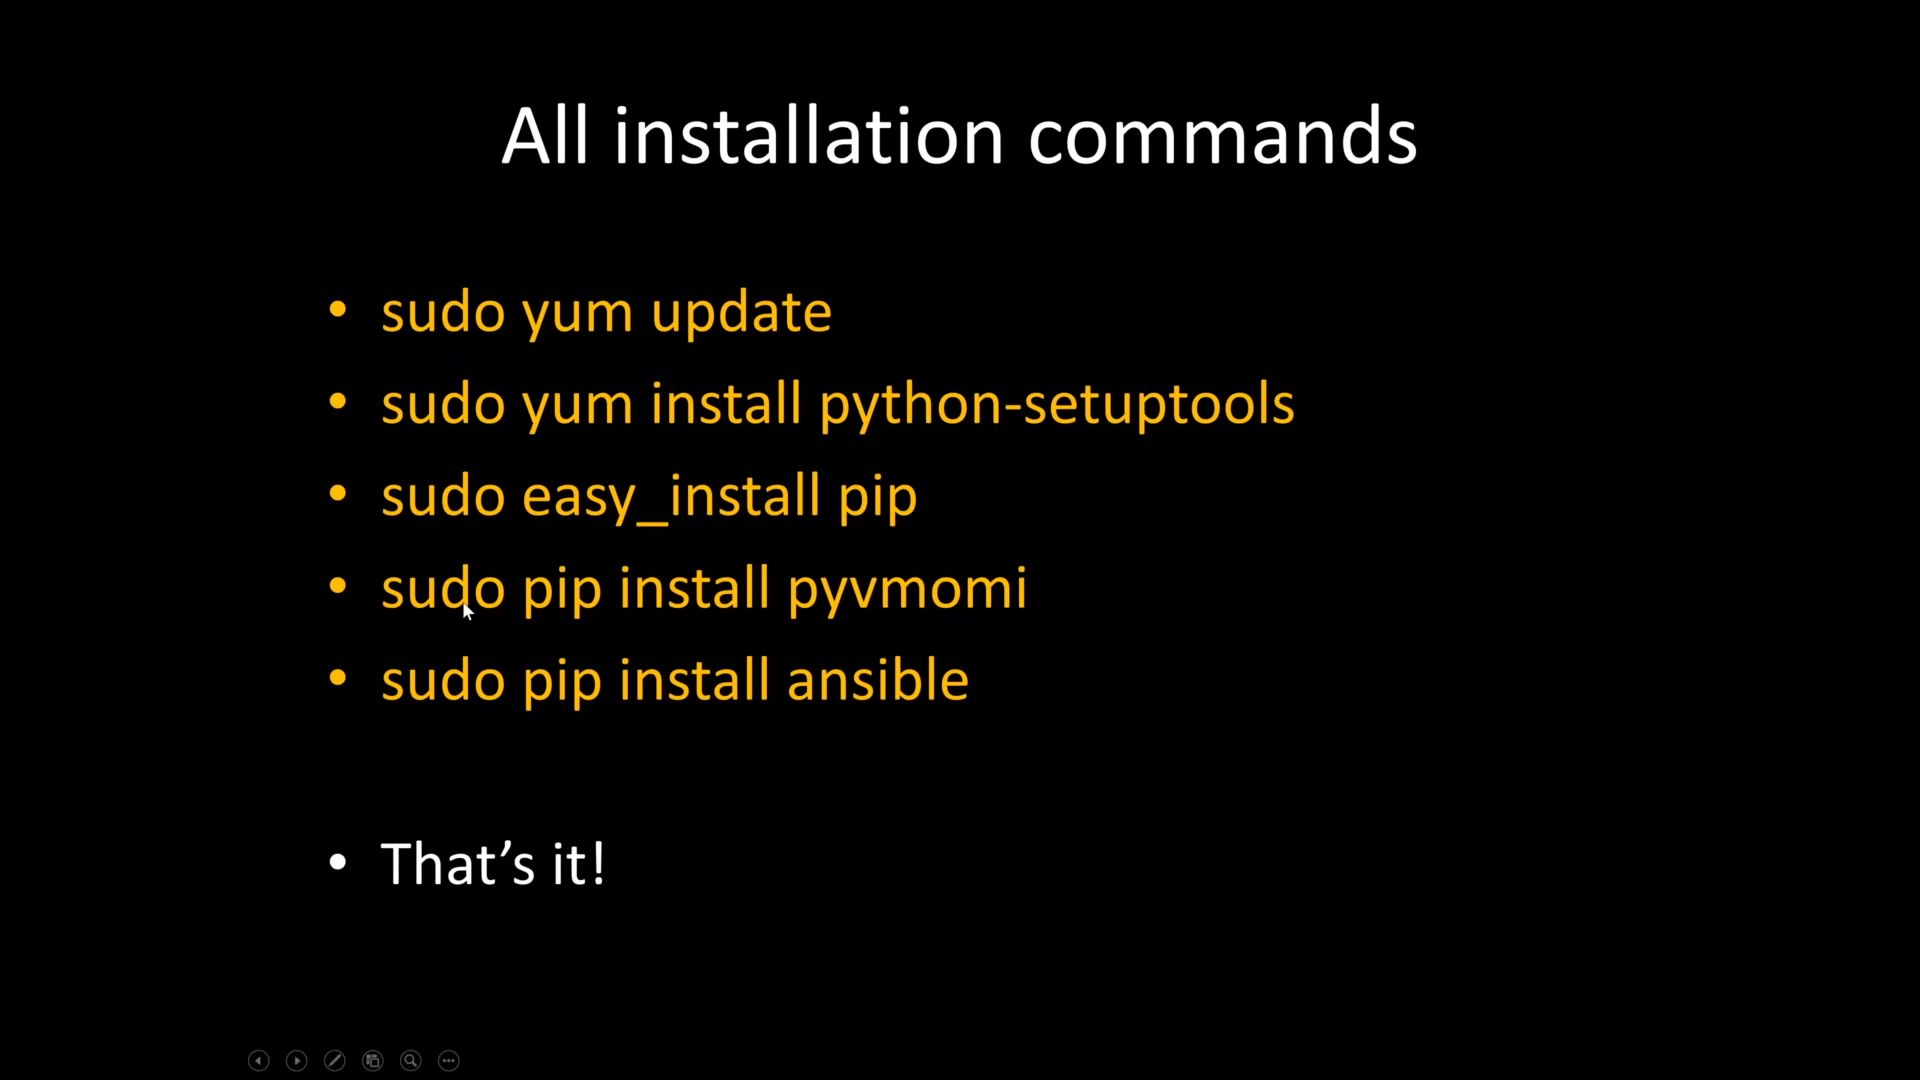 All installation commands
• sudo yum update
• sudo yum install python-setuptools
• sudo easy_install pip
• sudo pip install pyvmomi
• sudo pip install ansible
• That’s it!